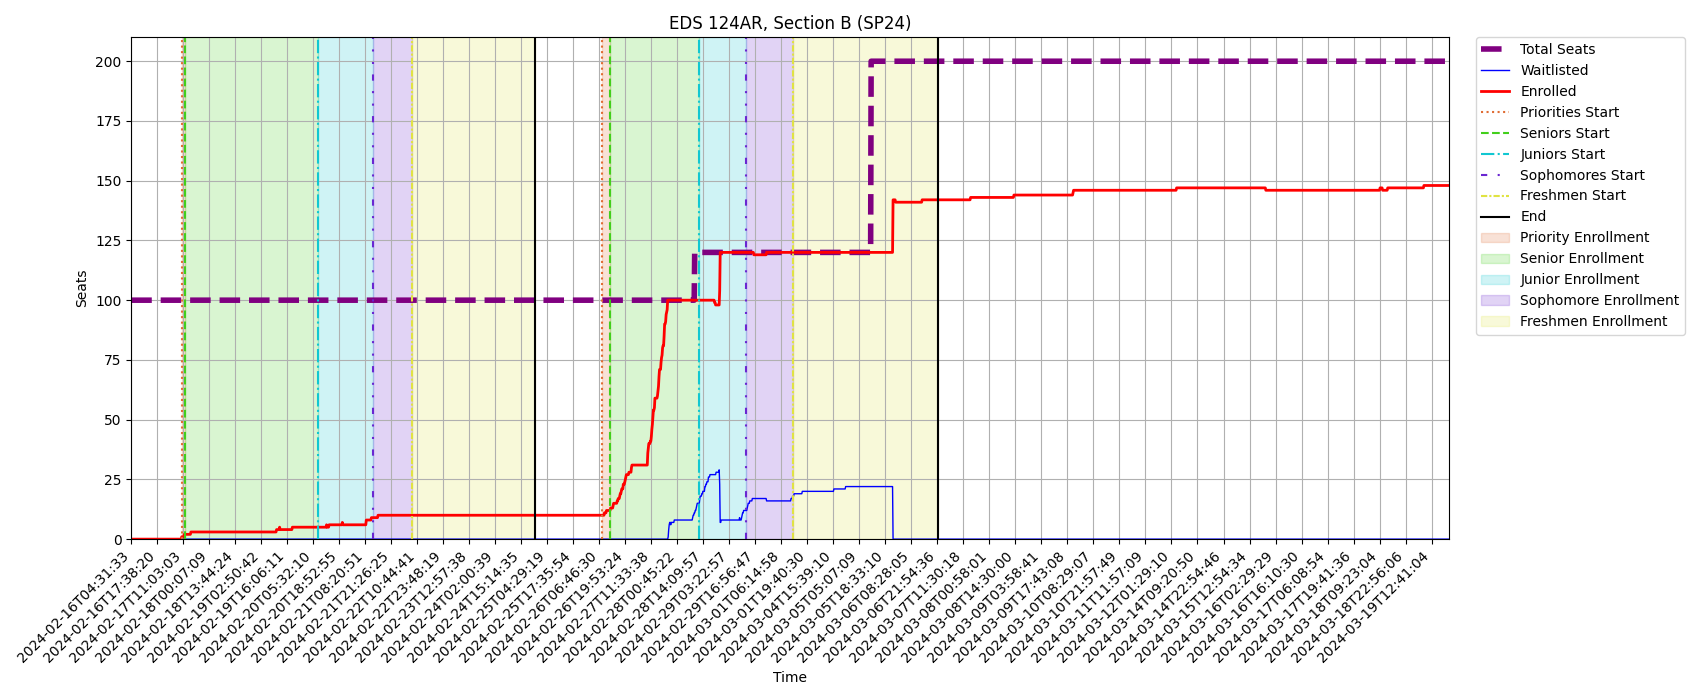 EDS 124AR, Section B (SP24)
Seats
200
175
150
125
100
75
50
25
0
2024-02-16T04:31:33
2024-02-16T17:38:20
2024-02-17T11:03:03
2024-02-18T00:07:09
2024-02-18T13:44:24
2024-02-19T02:50:42
2024-02-19T16:06:11
2024-02-20T05:32:10
2024-02-20T18:52:55
2024-02-21T08:20:51
2024-02-21T21:26:25
2024-02-22T10:44:41
2024-02-22T23:48:19
2024-02-23T12:57:38
2024-02-24T02:00:39
2024-02-24T15:14:35
2024-02-25T04:29:19
2024-02-25T17:35:54
2024-02-26T06:46:30
2024-02-26T19:53:24
2024-02-27T11:33:38
2024-02-28T00:45:22
2024-02-28T14:09:57
2024-02-29T03:22:57
2024-02-29T16:56:47
2024-03-01T06:14:58
2024-03-01T19:40:30
2024-03-04T15:39:10
2024-03-05T05:07:09
2024-03-05T18:33:10
2024-03-06T08:28:05
2024-03-06T21:54:36
2024-03-07T11:30:18
2024-03-08T00:58:01
2024-03-08T14:30:00
2024-03-09T03:58:41
2024-03-09T17:43:08
2024-03-10T08:29:07
2024-03-10T21:57:49
2024-03-11T11:57:09
2024-03-12T01:29:10
2024-03-14T09:20:50
2024-03-14T22:54:46
2024-03-15T12:54:34
2024-03-16T02:29:29
2024-03-16T16:10:30
2024-03-17T06:08:54
2024-03-17T19:41:36
2024-03-18T09:23:04
2024-03-18T22:56:06
2024-03-19T12:41:04
Time
Total Seats
Waitlisted
Enrolled
Priorities Start
Seniors Start
Juniors Start
Sophomores Start
Freshmen Start
End
Priority Enrollment
Senior Enrollment
Junior Enrollment
Sophomore Enrollment
Freshmen Enrollment